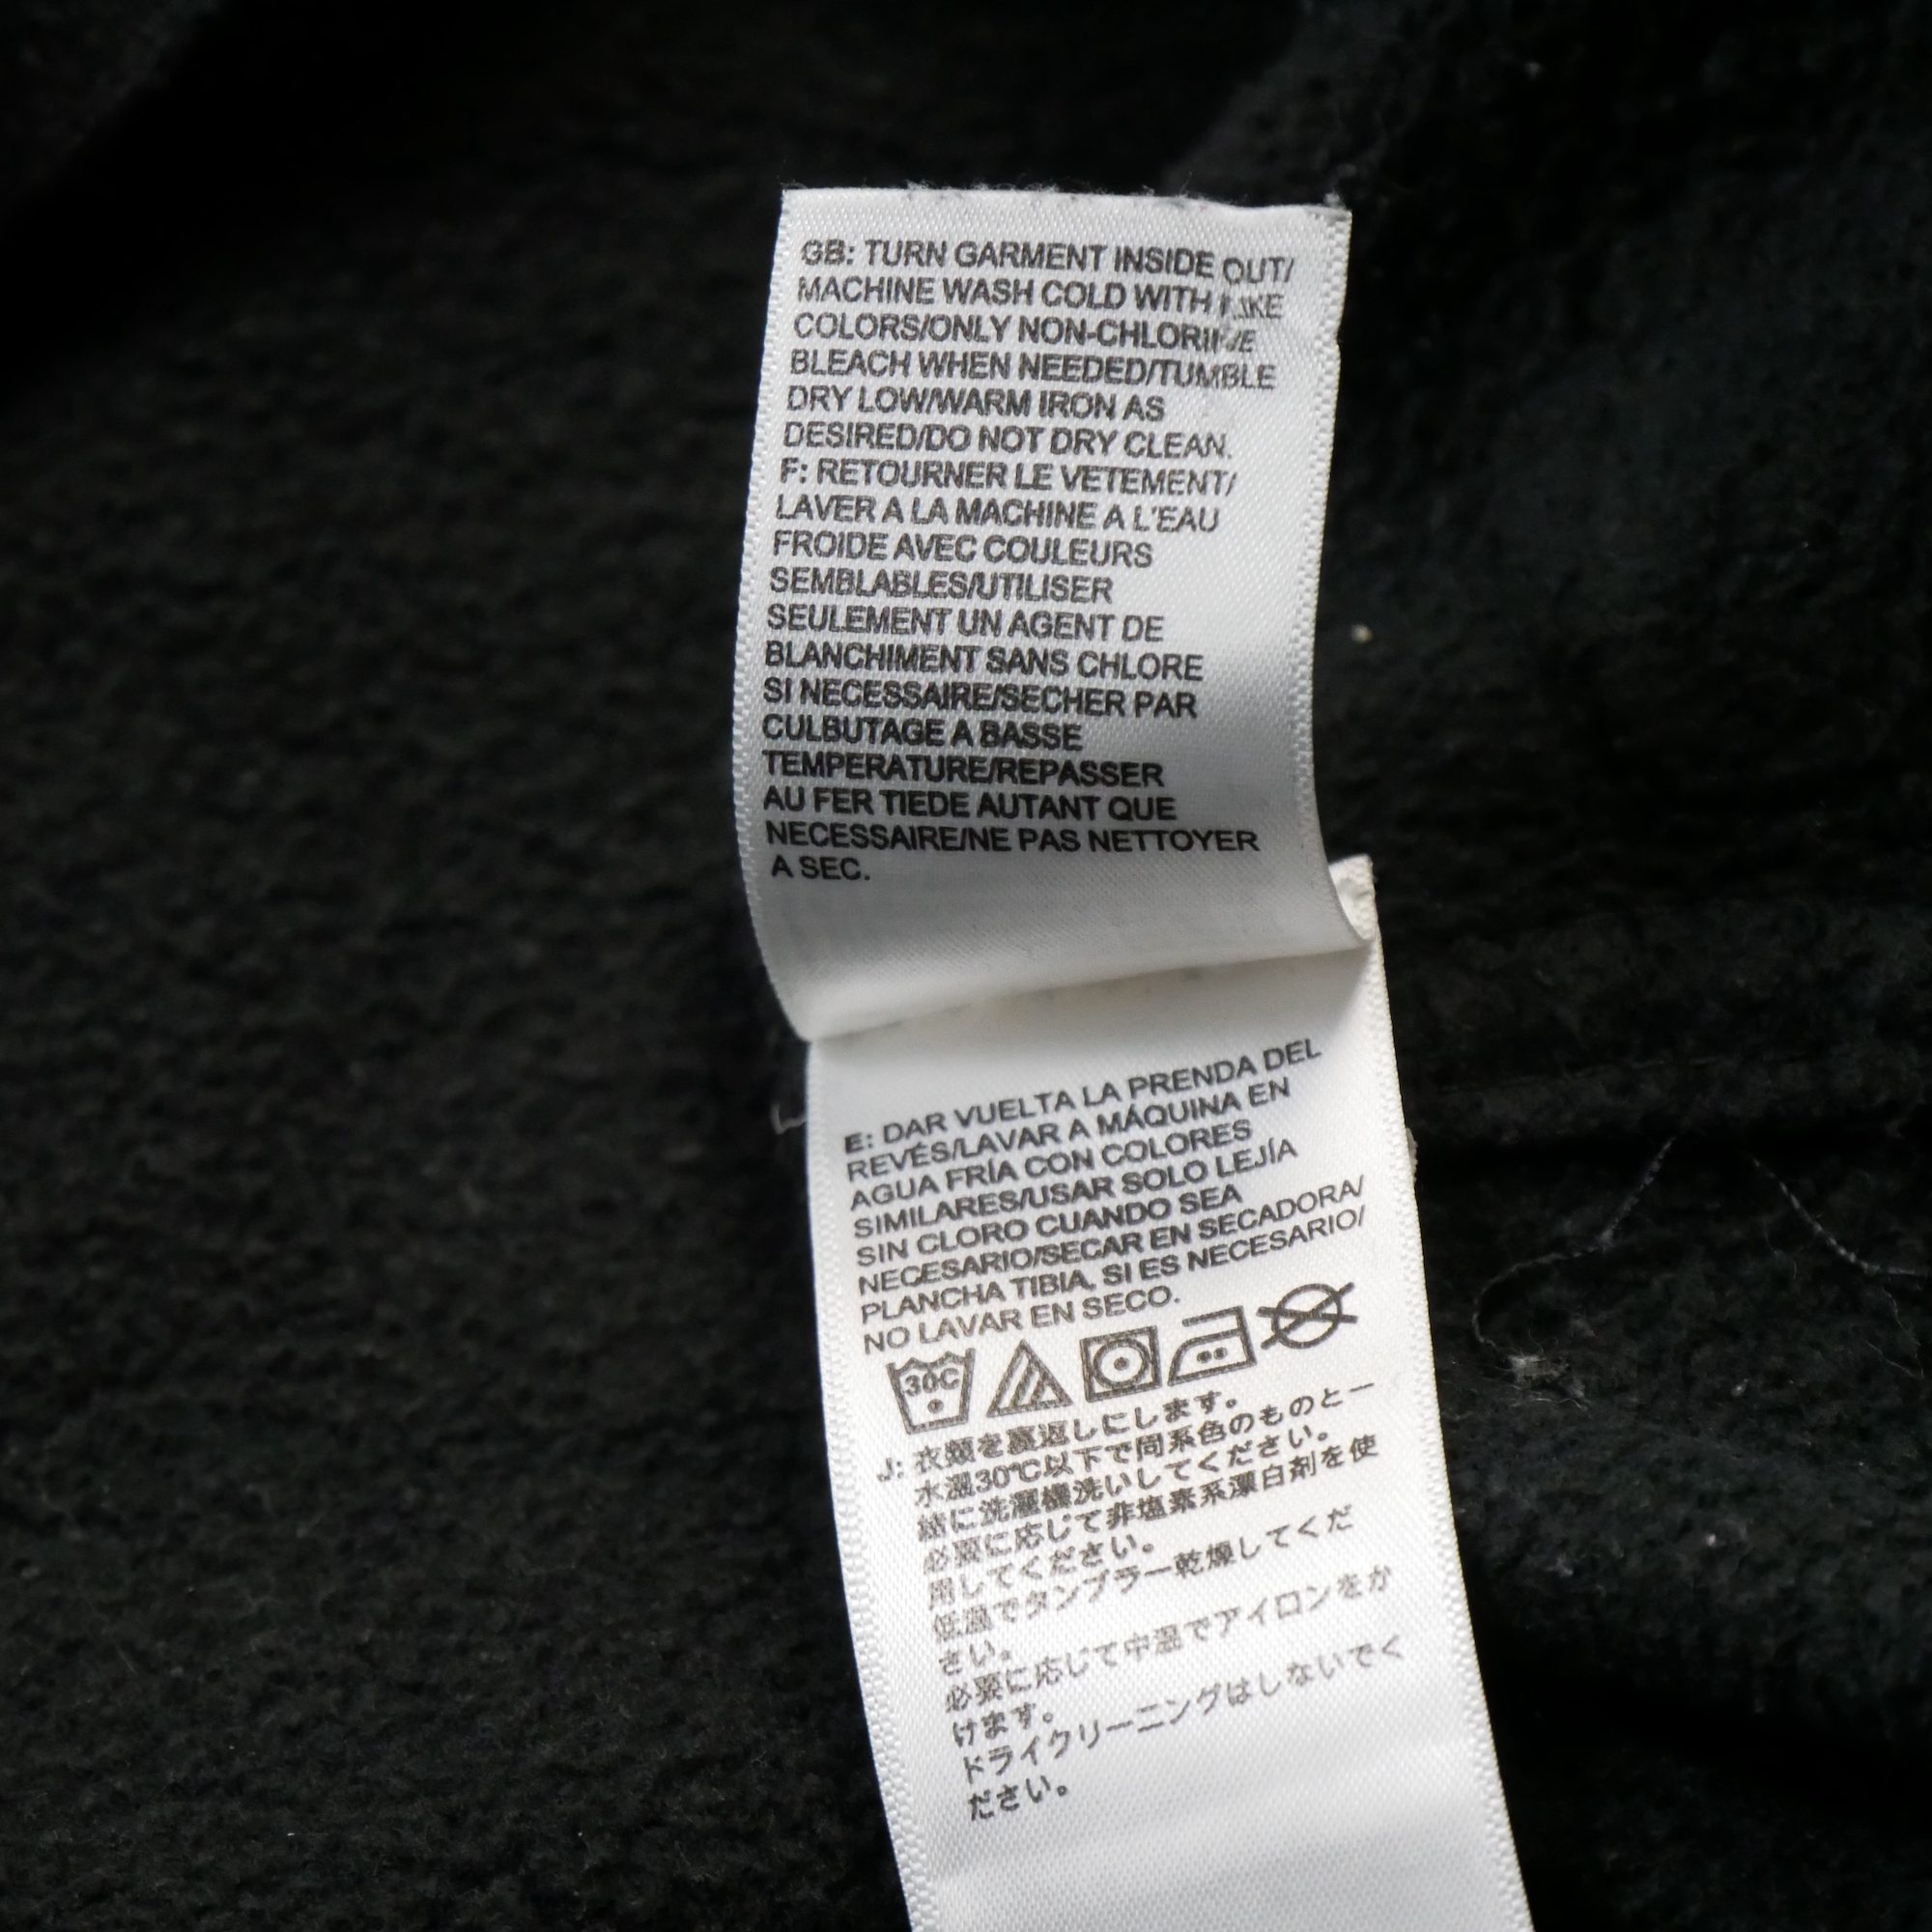 GB: TURN GARMENT INSIDE OUT/
MACHINE WASH COLD WITH LIKE
COLORS/ONLY NON-CHLORINE
BLEACH WHEN NEEDED/TUMBLE
DRY LOW/WARM IRON AS
DESIRED/DO NOT DRY CLEAN.
F: RETOURNER LE VETEMENT/
LAVER A LA MACHINE A L'EAU
FROIDE AVEC COULEURS
SEMBLABLES/UTILISER
SEULEMENT UN AGENT DE
BLANCHIMENT SANS CHLORE
SI NECESSAIRE/SECHER PAR
CULBUTAGE A BASSE
TEMPERATURE/REPASSER
AU FER TIEDE AUTANT QUE
NECESSAIRE/NE PAS NETTOYER
A SEC.
E: DAR VUELTA LA PRENDA DEL
REVÉS/LAVAR A MÁQUINA EN
AGUA FRÍA CON COLORES
SIMILARES/USAR SOLO LEJÍA
SIN CLORO CUANDO SEA
NECESARIO/SECAR EN SECADORA/
PLANCHA TIBIA, SI ES NECESARIO/
NO LAVAR EN SECO.
30C
J: 衣類を裏返しにします。
水温30℃以下で同系色のものと一
緒に洗濯機洗いしてください。
必要に応じて非塩素系漂白剤を使
用してください。
低温でタンブラー乾燥してくだ
さい。
必要に応じて中温でアイロンをか
けます。
ドライクリーニングはしないでく
ださい。